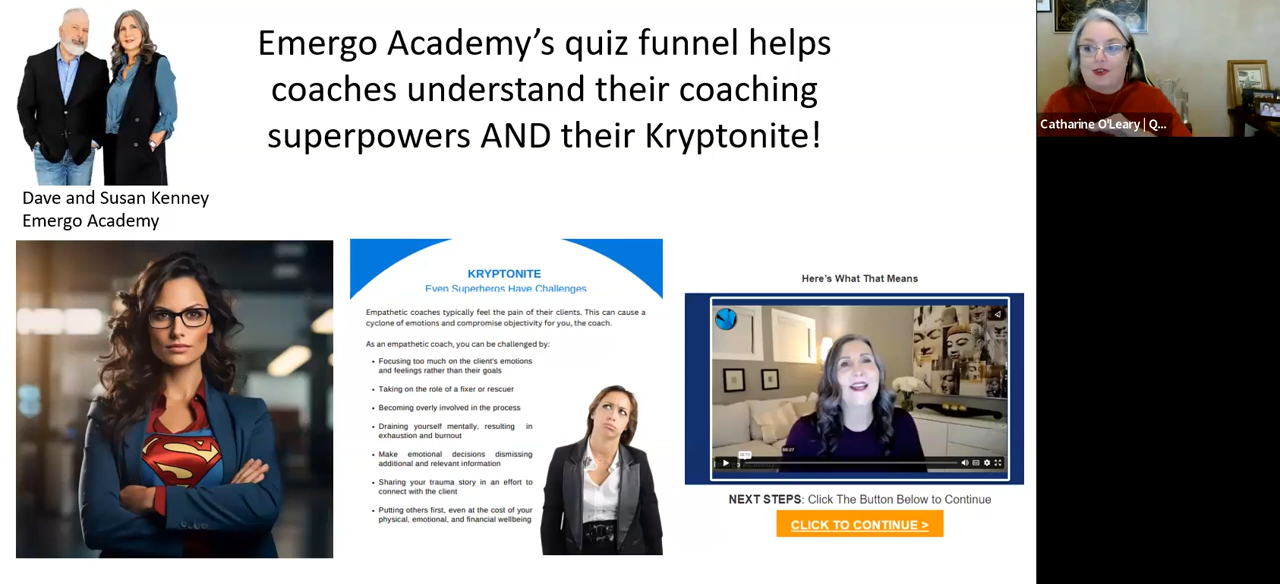 Emergo Academy's quiz funnel helps
coaches understand their coaching
superpowers AND their Kryptonite!
Dave and Susan Kenney
Emergo Academy
KRYPTONITE
Even Superheros Have Challenges
Empathetic coaches typically feel the pain of their clients. This can cause a
cyclone of emotions and compromise objectivity for you, the coach.
As an empathetic coach, you can be challenged by:
• Focusing too much on the client's emotions
and feelings rather than their goals
• Taking on the role of a fixer or rescuer
• Becoming overly involved in the process
• Draining yourself mentally, resulting in
exhaustion and burnout
• Make emotional decisions dismissing
additional and relevant information
• Sharing your trauma story in an effort to
connect with the client
• Putting others first, even at the cost of your
physical, emotional, and financial wellbeing
Here's What That Means
NEXT STEPS: Click The Button Below to Continue
CLICK TO CONTINUE >
Catharine O'Leary | Q...